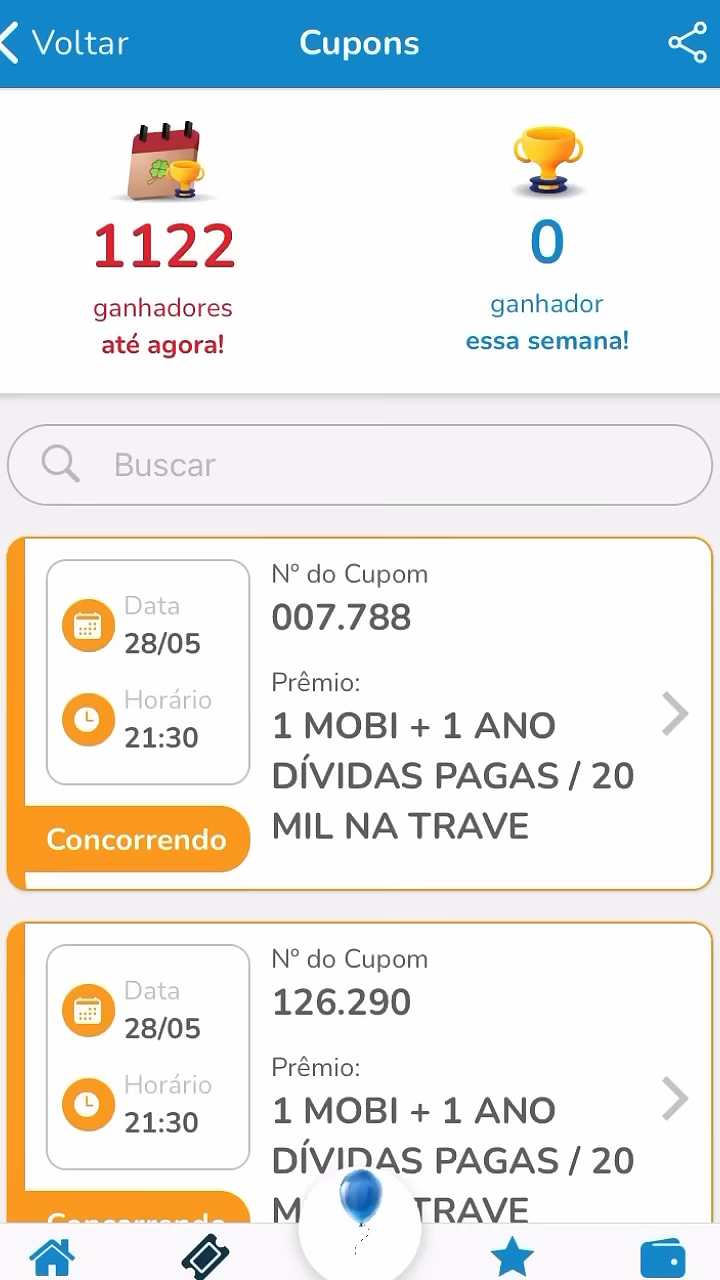 Voltar
Cupons
1122
ganhadores
até agora!
0
ganhador
essa semana!
Buscar
Data
28/05
Horário
21:30
Concorrendo
Nº do Cupom
007.788
Prêmio:
1 MOBI + 1 ANO
DÍVIDAS PAGAS / 20
MIL NA TRAVE
Data
28/05
Horário
21:30
Concorrendo
Nº do Cupom
126.290
Prêmio:
1 MOBI + 1 ANO
DÍVIDAS PAGAS / 20
TRAVE